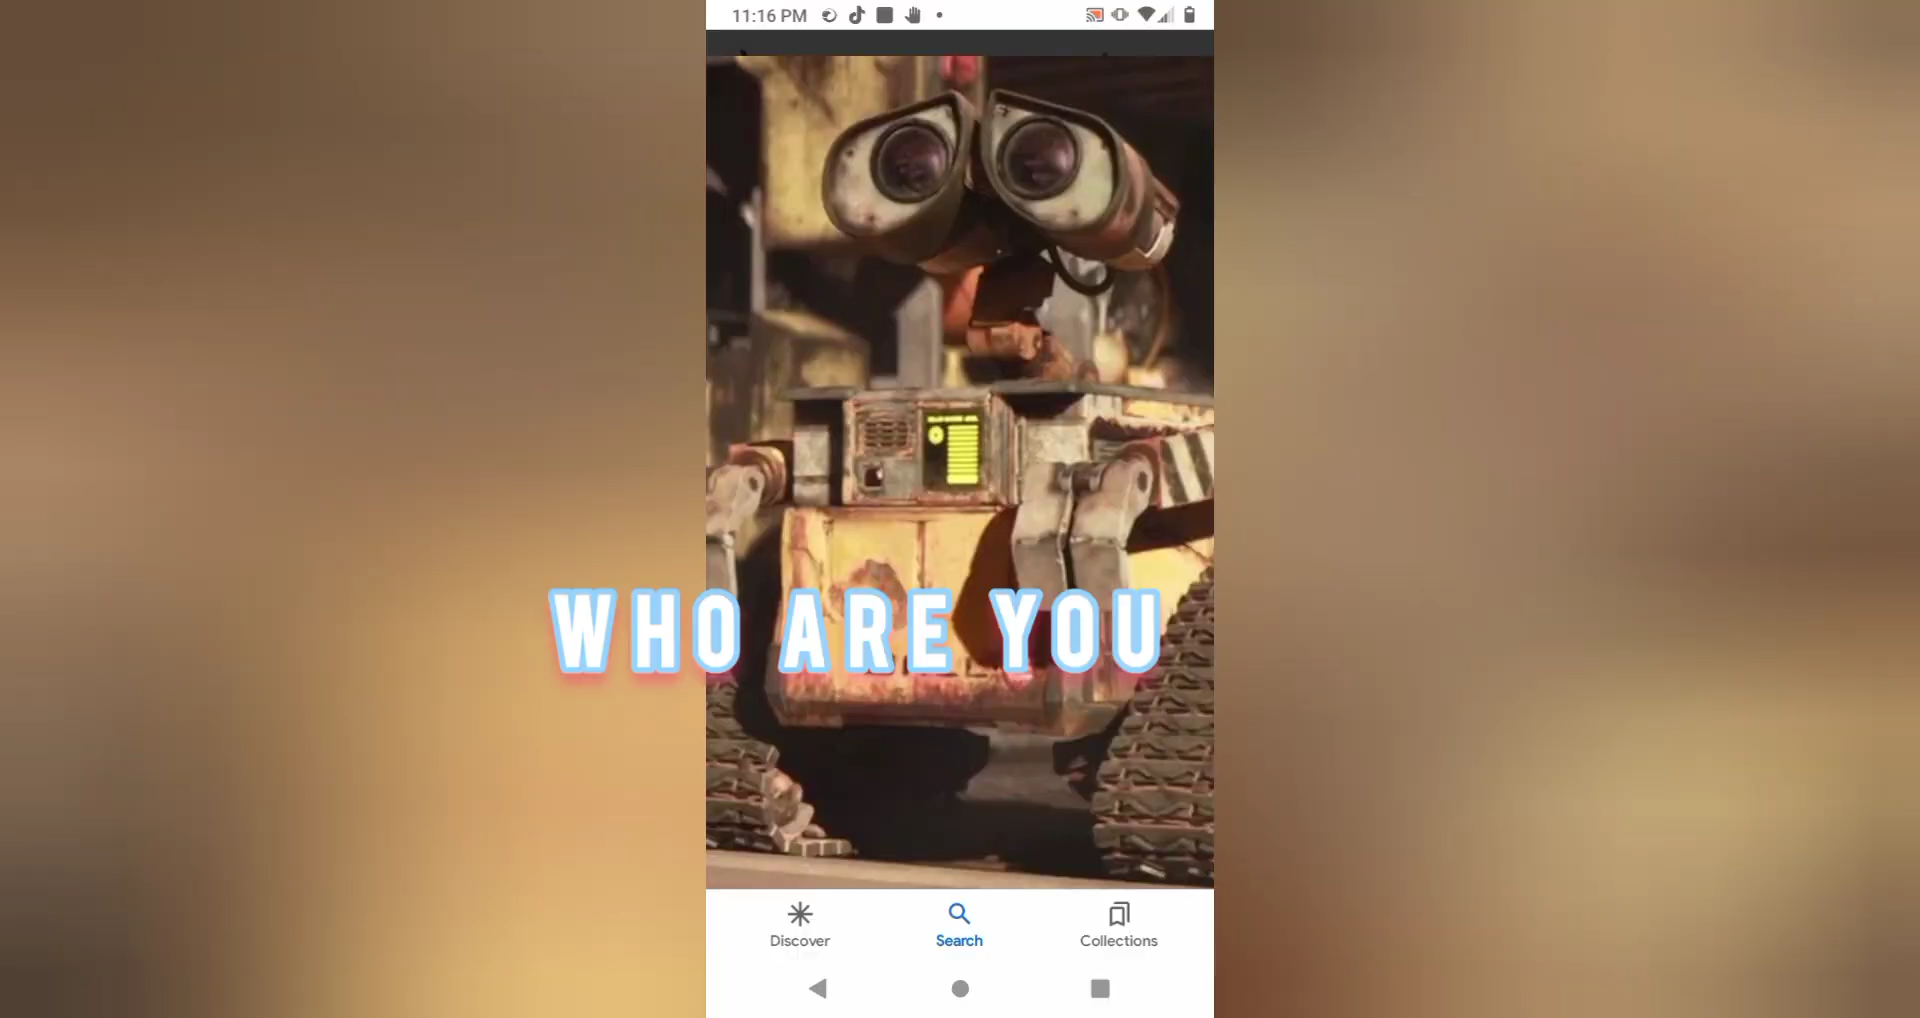 11:16 PM
WHO ARE YOU
Discover
Search
Collections